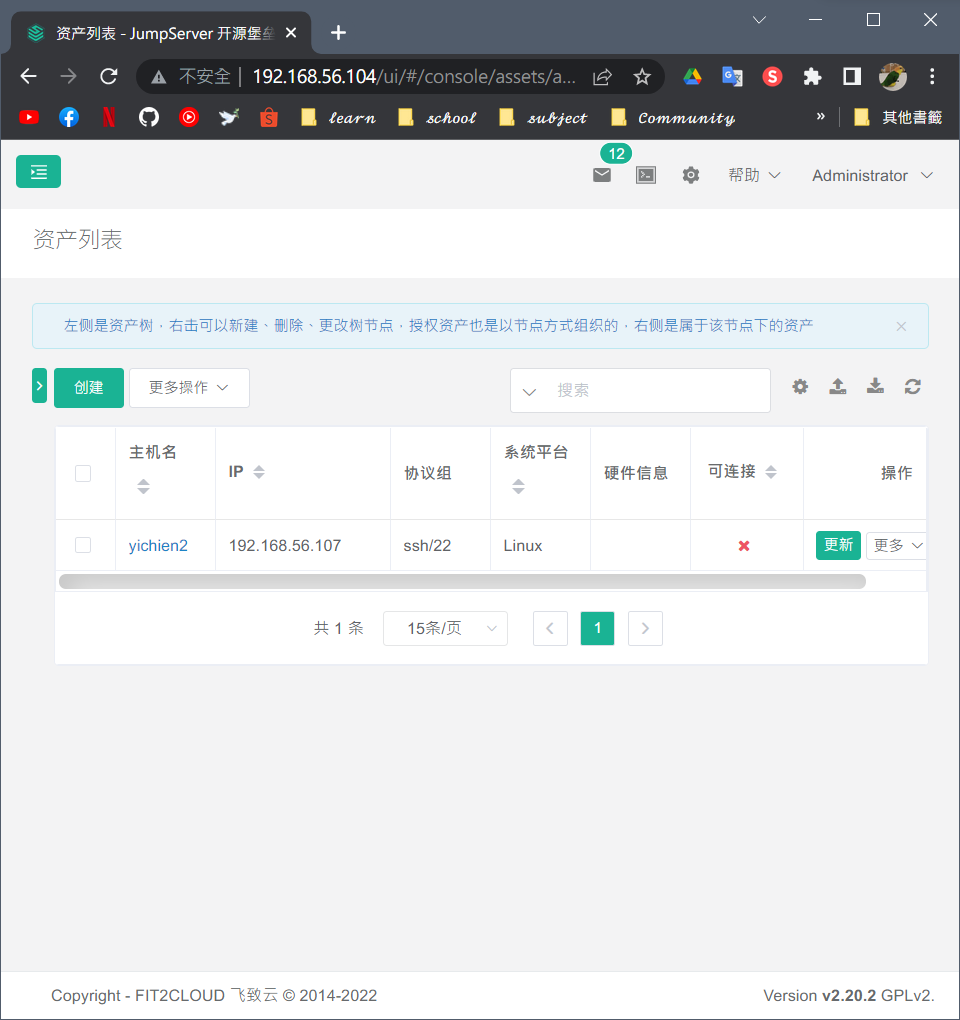 资产列表 - JumpServer 开源堡垒
不安全 | 192.168.56.104/ui/#/console/assets/a...
learn school subject Community » 其他書籤
12
帮助 Administrator
资产列表
左侧是资产树，右击可以新建、删除、更改树节点，授权资产也是以节点方式组织的，右侧是属于该节点下的资产
创建 更多操作 搜索
主机名 IP 协议组 系统平台 硬件信息 可连接 操作
yichien2 192.168.56.107 ssh/22 Linux 更新 更多
共 1 条 15条/页 1
Copyright - FIT2CLOUD 飞致云 © 2014-2022 Version v2.20.2 GPLv2.